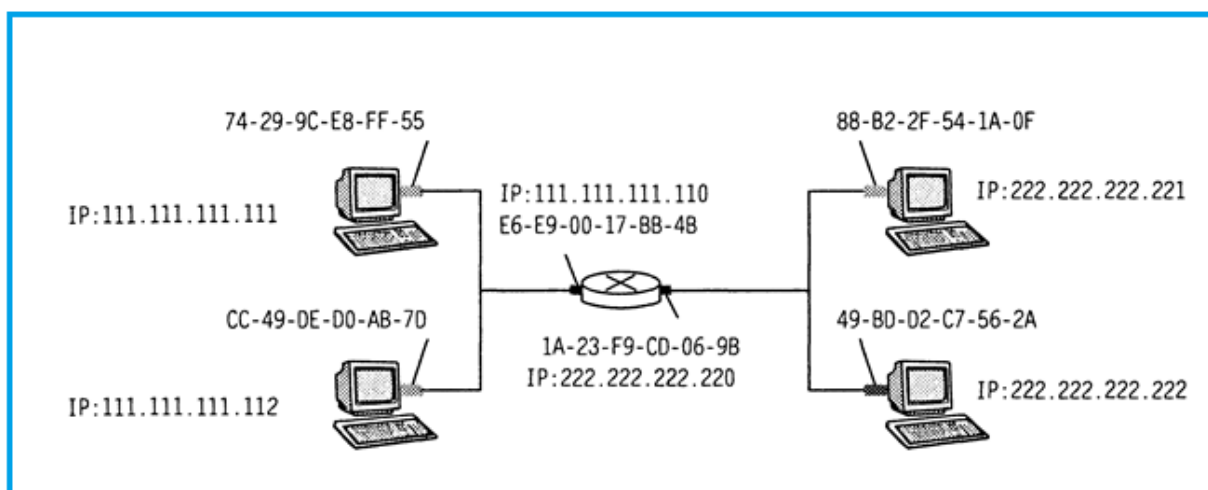 74-29-9C-E8-FF-55
88-B2-2F-54-1A-0F
IP:111.111.111.111
IP:111.111.111.110
E6-E9-00-17-BB-4B
IP:222.222.222.221
CC-49-DE-D0-AB-7D
49-BD-D2-C7-56-2A
1A-23-F9-CD-06-9B
IP:222.222.222.220
IP:111.111.111.112
IP:222.222.222.222